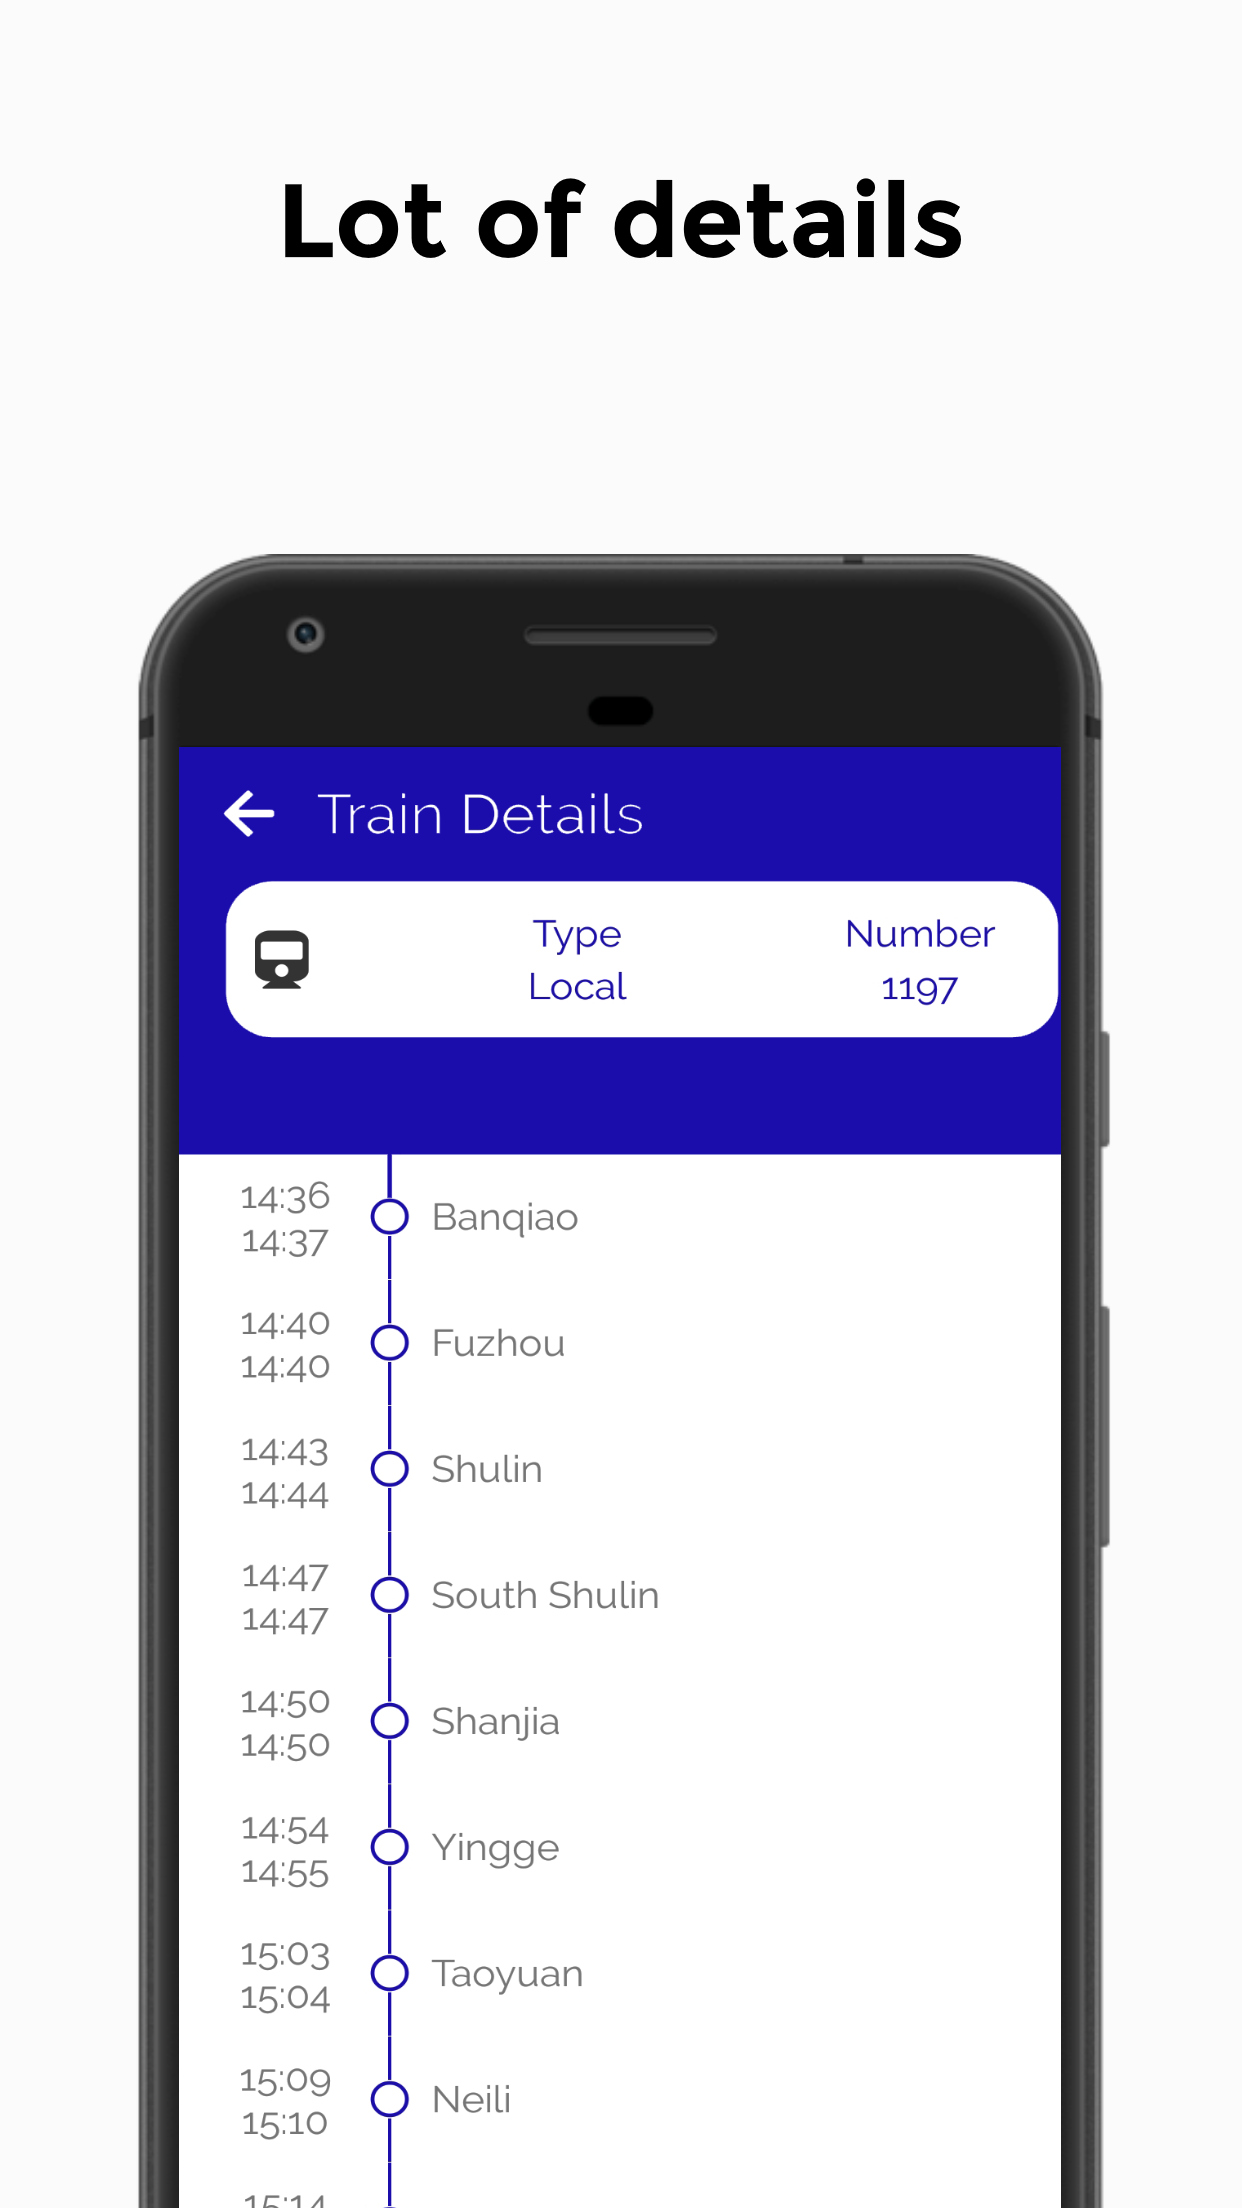 Lot of details
Train Details
Type
Number
Local
1197
14:36
14:37
Banqiao
14:40
14:40
Fuzhou
14:43
14:44
Shulin
14:47
14:47
South Shulin
14:50
14:50
Shanjia
14:54
14:55
Yingge
15:03
15:04
Taoyuan
15:09
15:10
Neili
15:14